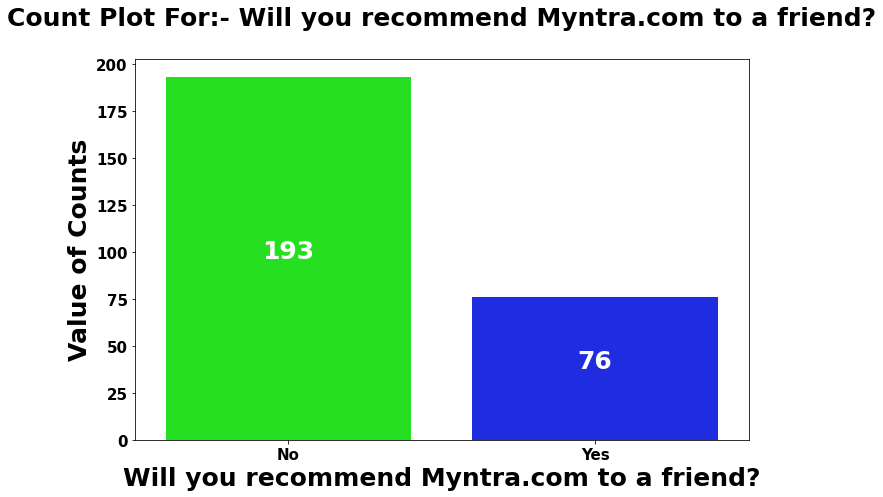 Count Plot For:- Will you recommend Myntra.com to a friend?
Value of Counts
200
175
150
125
100
75
50
25
0
193
76
No
Yes
Will you recommend Myntra.com to a friend?